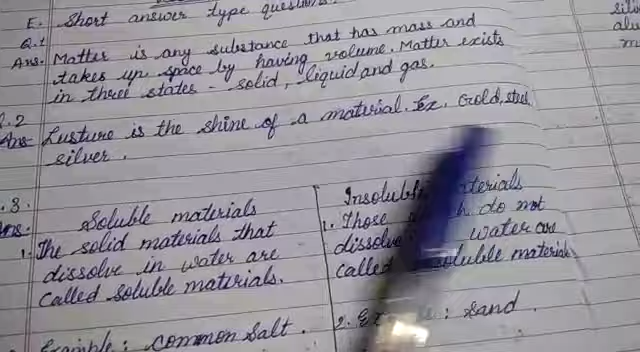 E. Short answer type questions.
Q.1
Ans- Matter is any substance that has mass and
takes up space by having volume. Matter exists
in three states - solid, liquid and gas.
Q.2
Ans- Lusture is the shine of a material. Ex. Gold, steel
silver.
.3.
Ans.
Soluble materials
1. The solid materials that
dissolve in water are
called soluble materials.
Example: common salt.
Insoluble materials
1. Those do not
dissolve water are
called materials
2. : sand.
silv
alu
m